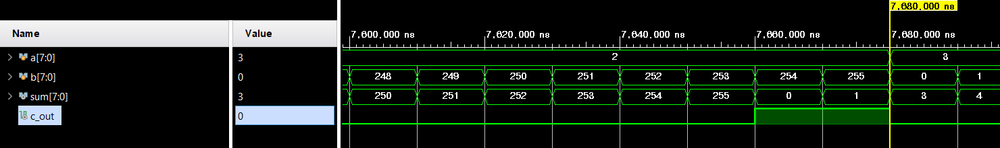 7,680.000 ns
Name Value 7,600.000 ns 7,620.000 ns 7,640.000 ns 7,660.000 ns 7,680.000 ns
a[7:0] 3 2 3
b[7:0] 0 248 249 250 251 252 253 254 255 0 1
sum[7:0] 3 250 251 252 253 254 255 0 1 3 4
c_out 0